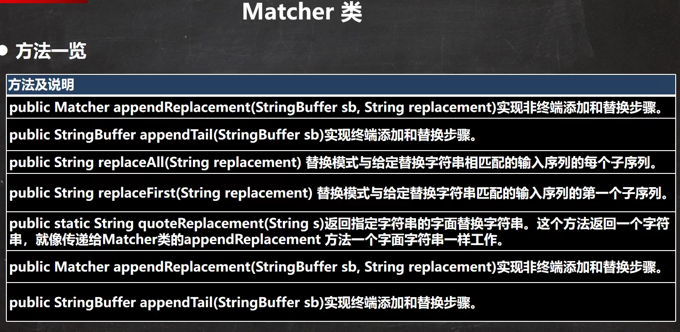 Matcher 类
方法一览
方法及说明
public Matcher appendReplacement(StringBuffer sb, String replacement)实现非终端添加和替换步骤。
public StringBuffer appendTail(StringBuffer sb)实现终端添加和替换步骤。
public String replaceAll(String replacement) 替换模式与给定替换字符串相匹配的输入序列的每个子序列。
public String replaceFirst(String replacement) 替换模式与给定替换字符串匹配的输入序列的第一个子序列。
public static String quoteReplacement(String s)返回指定字符串的字面替换字符串。这个方法返回一个字符
串，就像传递给Matcher类的appendReplacement 方法一个字面字符串一样工作。
public Matcher appendReplacement(StringBuffer sb, String replacement)实现非终端添加和替换步骤。
public StringBuffer appendTail(StringBuffer sb)实现终端添加和替换步骤。